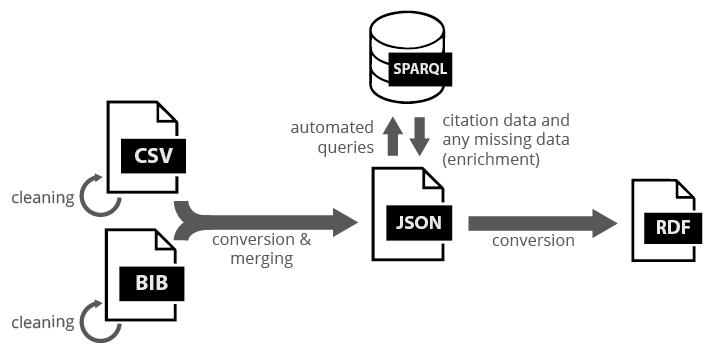 SPARQL
automated
queries
citation data and
any missing data
(enrichment)
CSV
cleaning
JSON
RDF
conversion &
merging
conversion
BIB
cleaning